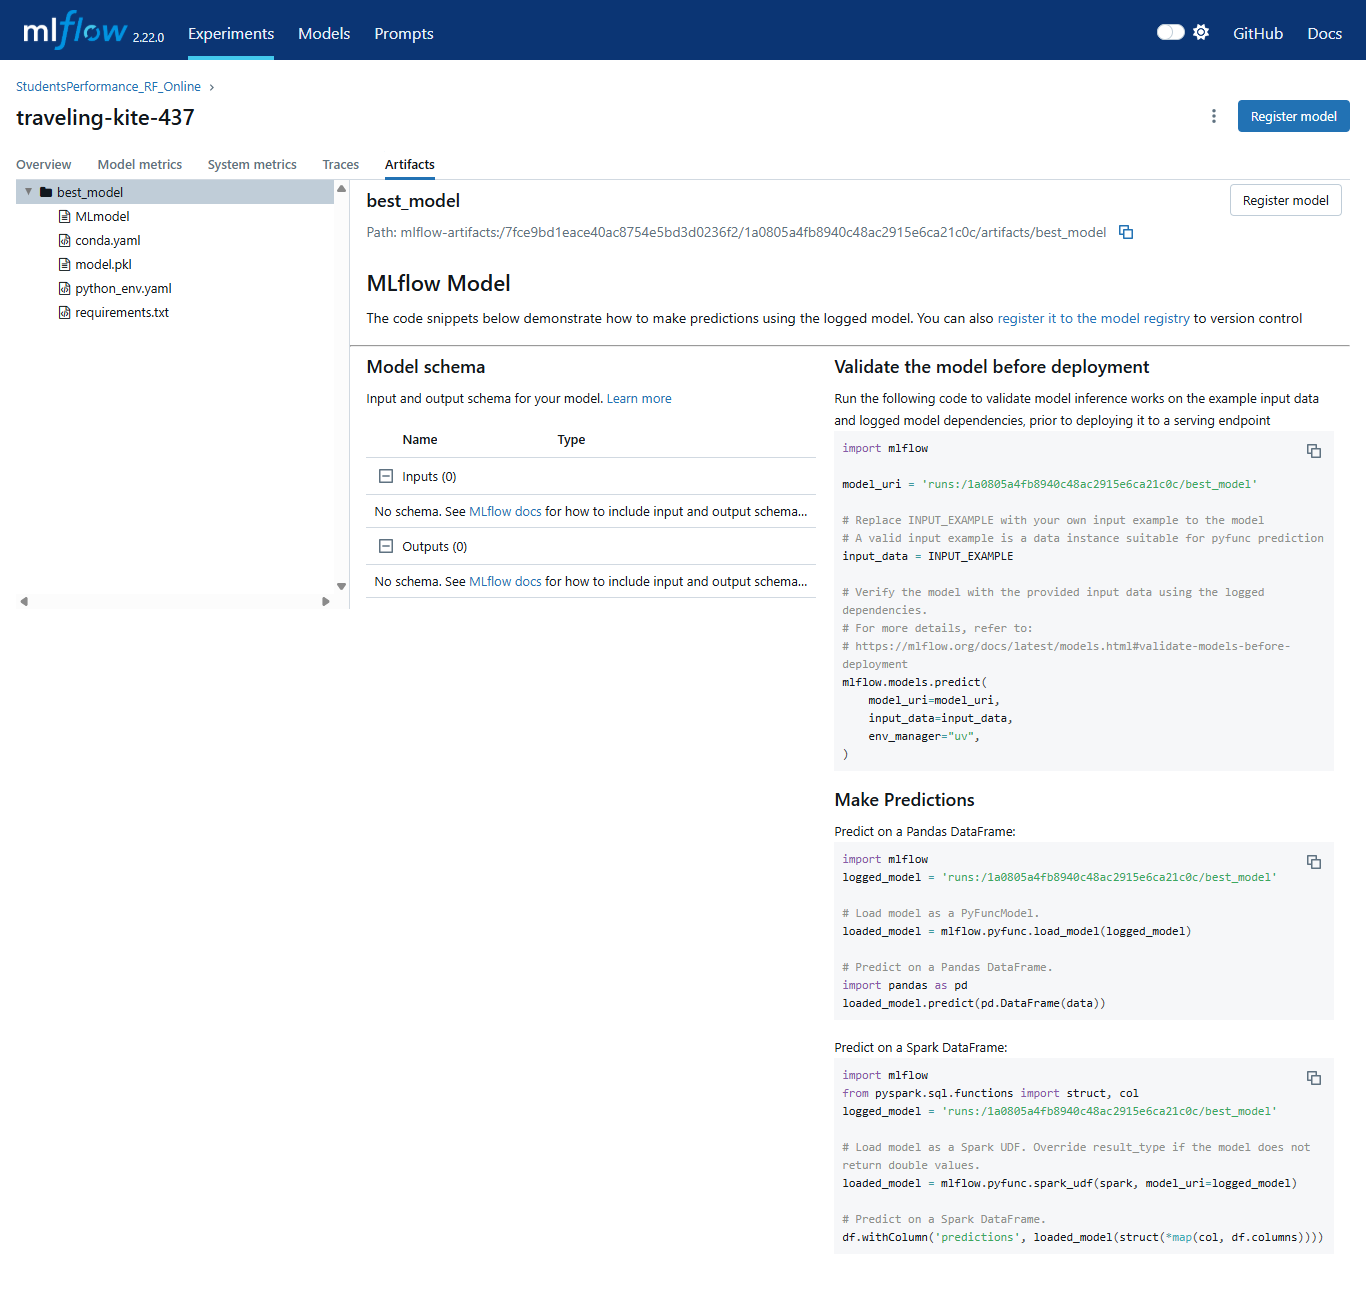 mlflow 2.22.0 Experiments Models Prompts GitHub Docs
StudentsPerformance_RF_Online
traveling-kite-437
Register model
Overview Model metrics System metrics Traces Artifacts
best_model
MLmodel
conda.yaml
model.pkl
python_env.yaml
requirements.txt
best_model
Register model
Path: mlflow-artifacts:/7fce9bd1eace40ac8754e5bd3d0236f2/1a0805a4fb8940c48ac2915e6ca21c0c/artifacts/best_model
MLflow Model
The code snippets below demonstrate how to make predictions using the logged model. You can also register it to the model registry to version control
Model schema
Input and output schema for your model. Learn more
Name Type
Inputs (0)
No schema. See MLflow docs for how to include input and output schema...
Outputs (0)
No schema. See MLflow docs for how to include input and output schema...
Validate the model before deployment
Run the following code to validate model inference works on the example input data
and logged model dependencies, prior to deploying it to a serving endpoint
import mlflow
model_uri = 'runs:/1a0805a4fb8940c48ac2915e6ca21c0c/best_model'
# Replace INPUT_EXAMPLE with your own input example to the model
# A valid input example is a data instance suitable for pyfunc prediction
input_data = INPUT_EXAMPLE
# Verify the model with the provided input data using the logged
dependencies.
# For more details, refer to:
# https://mlflow.org/docs/latest/models.html#validate-models-before-
deployment
mlflow.models.predict(
model_uri=model_uri,
input_data=input_data,
env_manager="uv",
)
Make Predictions
Predict on a Pandas DataFrame:
import mlflow
logged_model = 'runs:/1a0805a4fb8940c48ac2915e6ca21c0c/best_model'
# Load model as a PyFuncModel.
loaded_model = mlflow.pyfunc.load_model(logged_model)
# Predict on a Pandas DataFrame.
import pandas as pd
loaded_model.predict(pd.DataFrame(data))
Predict on a Spark DataFrame:
import mlflow
from pyspark.sql.functions import struct, col
logged_model = 'runs:/1a0805a4fb8940c48ac2915e6ca21c0c/best_model'
# Load model as a Spark UDF. Override result_type if the model does not
return double values.
loaded_model = mlflow.pyfunc.spark_udf(spark, model_uri=logged_model)
# Predict on a Spark DataFrame.
df.withColumn('predictions', loaded_model(struct(*map(col, df.columns))))